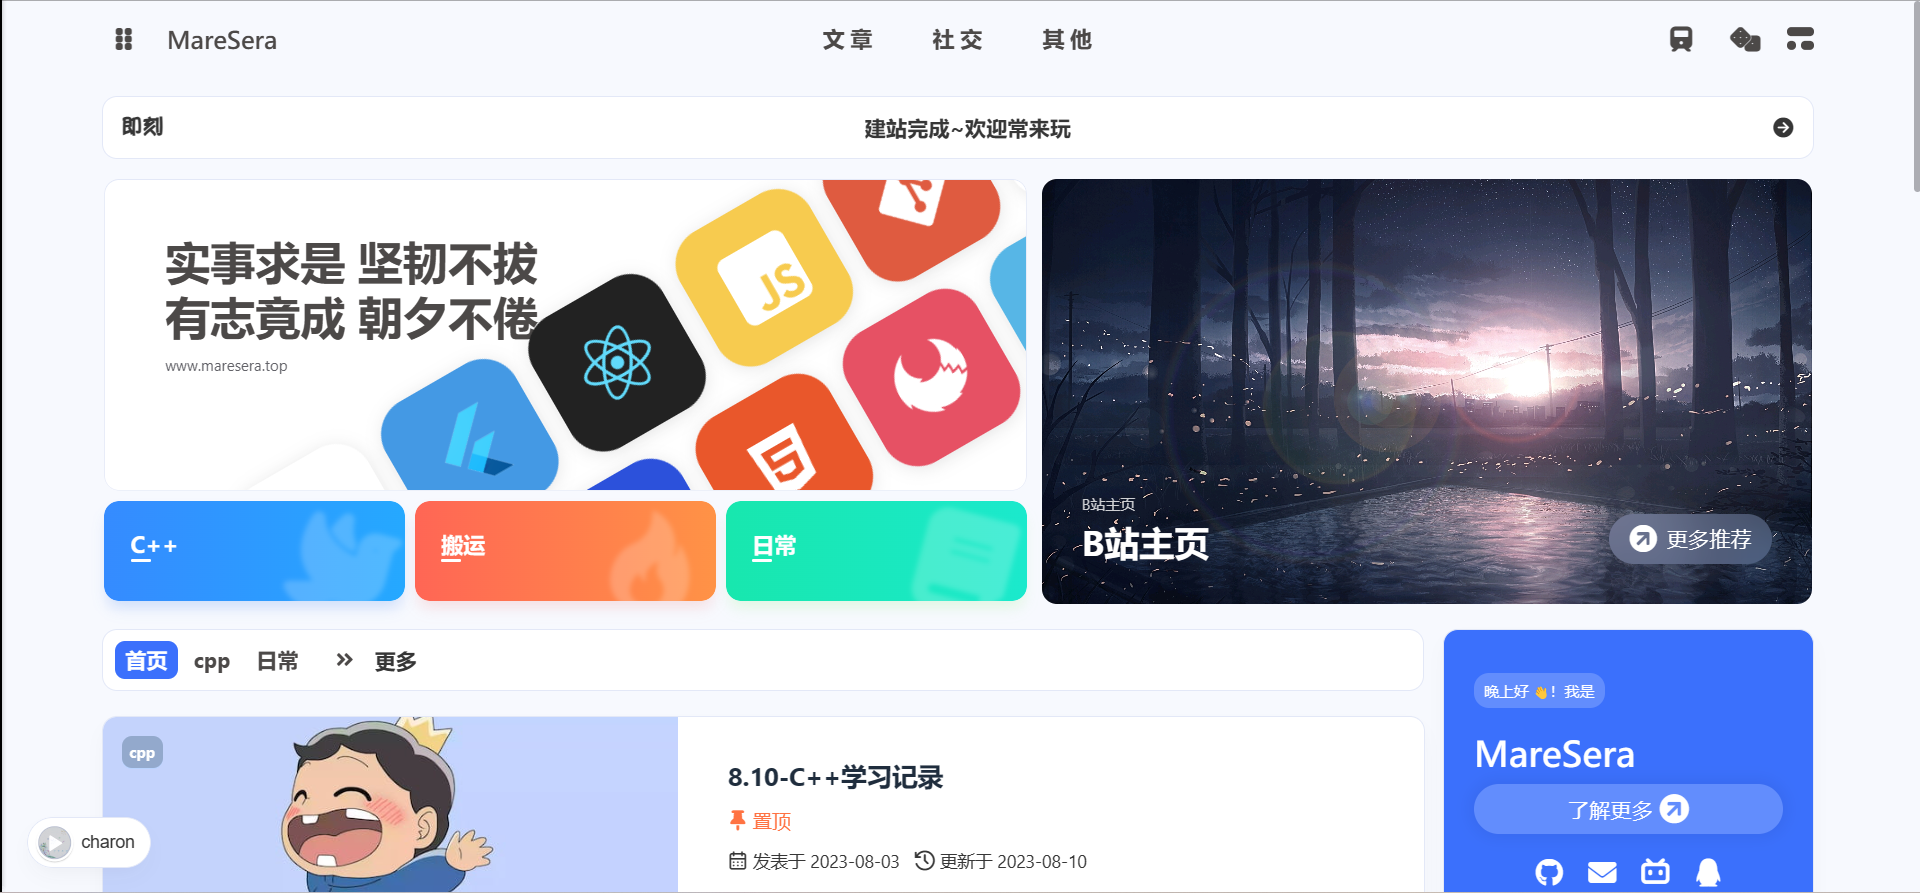 MareSera
文章 社交 其他
即刻
建站完成~欢迎常来玩
实事求是 坚韧不拔
有志竟成 朝夕不倦
www.maresera.top
JS
5
C++
搬运
日常
B站主页
B站主页
更多推荐
首页 cpp 日常 更多
cpp
8.10-C++学习记录
置顶
发表于 2023-08-03 更新于 2023-08-10
charon
晚上好 👋！我是
MareSera
了解更多